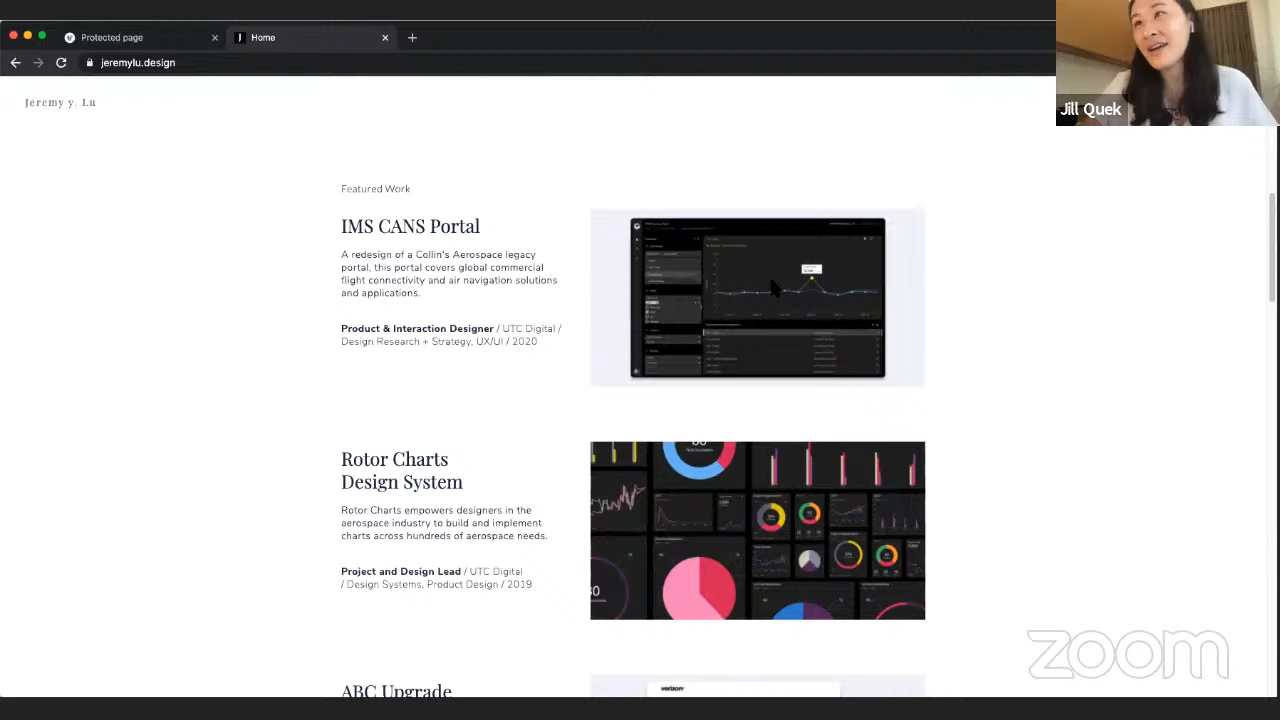 Protected page
Home
jeremylu.design
Jill Quek
Jeremy y. Lu
Featured Work
IMS CANS Portal
A redesign of a Collin's Aerospace legacy
portal, this portal covers global commercial
flight connectivity and air navigation solutions
and applications.
Product & Interaction Designer / UTC Digital /
Design Research + Strategy, UX/UI / 2020
Rotor Charts
Design System
Rotor Charts empowers designers in the
aerospace industry to build and implement
charts across hundreds of aerospace needs.
Project and Design Lead / UTC Digital
/ Design Systems, Product Design / 2019
ABC Upgrade
verizon
zoom